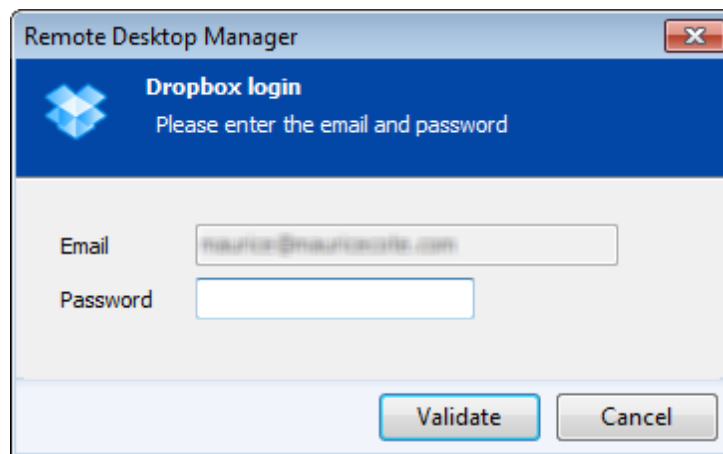 Remote Desktop Manager
Dropbox login
Please enter the email and password
Email
Password
Validate
Cancel